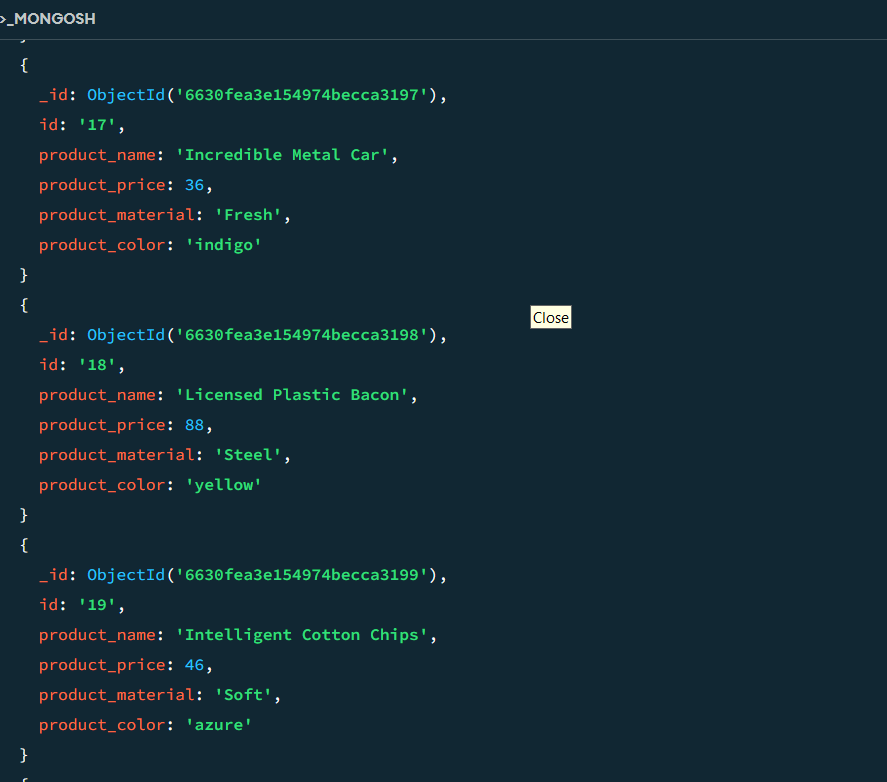 >_MONGOSH
}
{
_id: ObjectId('6630fea3e154974becca3197'),
id: '17',
product_name: 'Incredible Metal Car',
product_price: 36,
product_material: 'Fresh',
product_color: 'indigo'
}
{
Close
_id: ObjectId('6630fea3e154974becca3198'),
id: '18',
product_name: 'Licensed Plastic Bacon',
product_price: 88,
product_material: 'Steel',
product_color: 'yellow'
}
{
_id: ObjectId('6630fea3e154974becca3199'),
id: '19',
product_name: 'Intelligent Cotton Chips',
product_price: 46,
product_material: 'Soft',
product_color: 'azure'
}
{